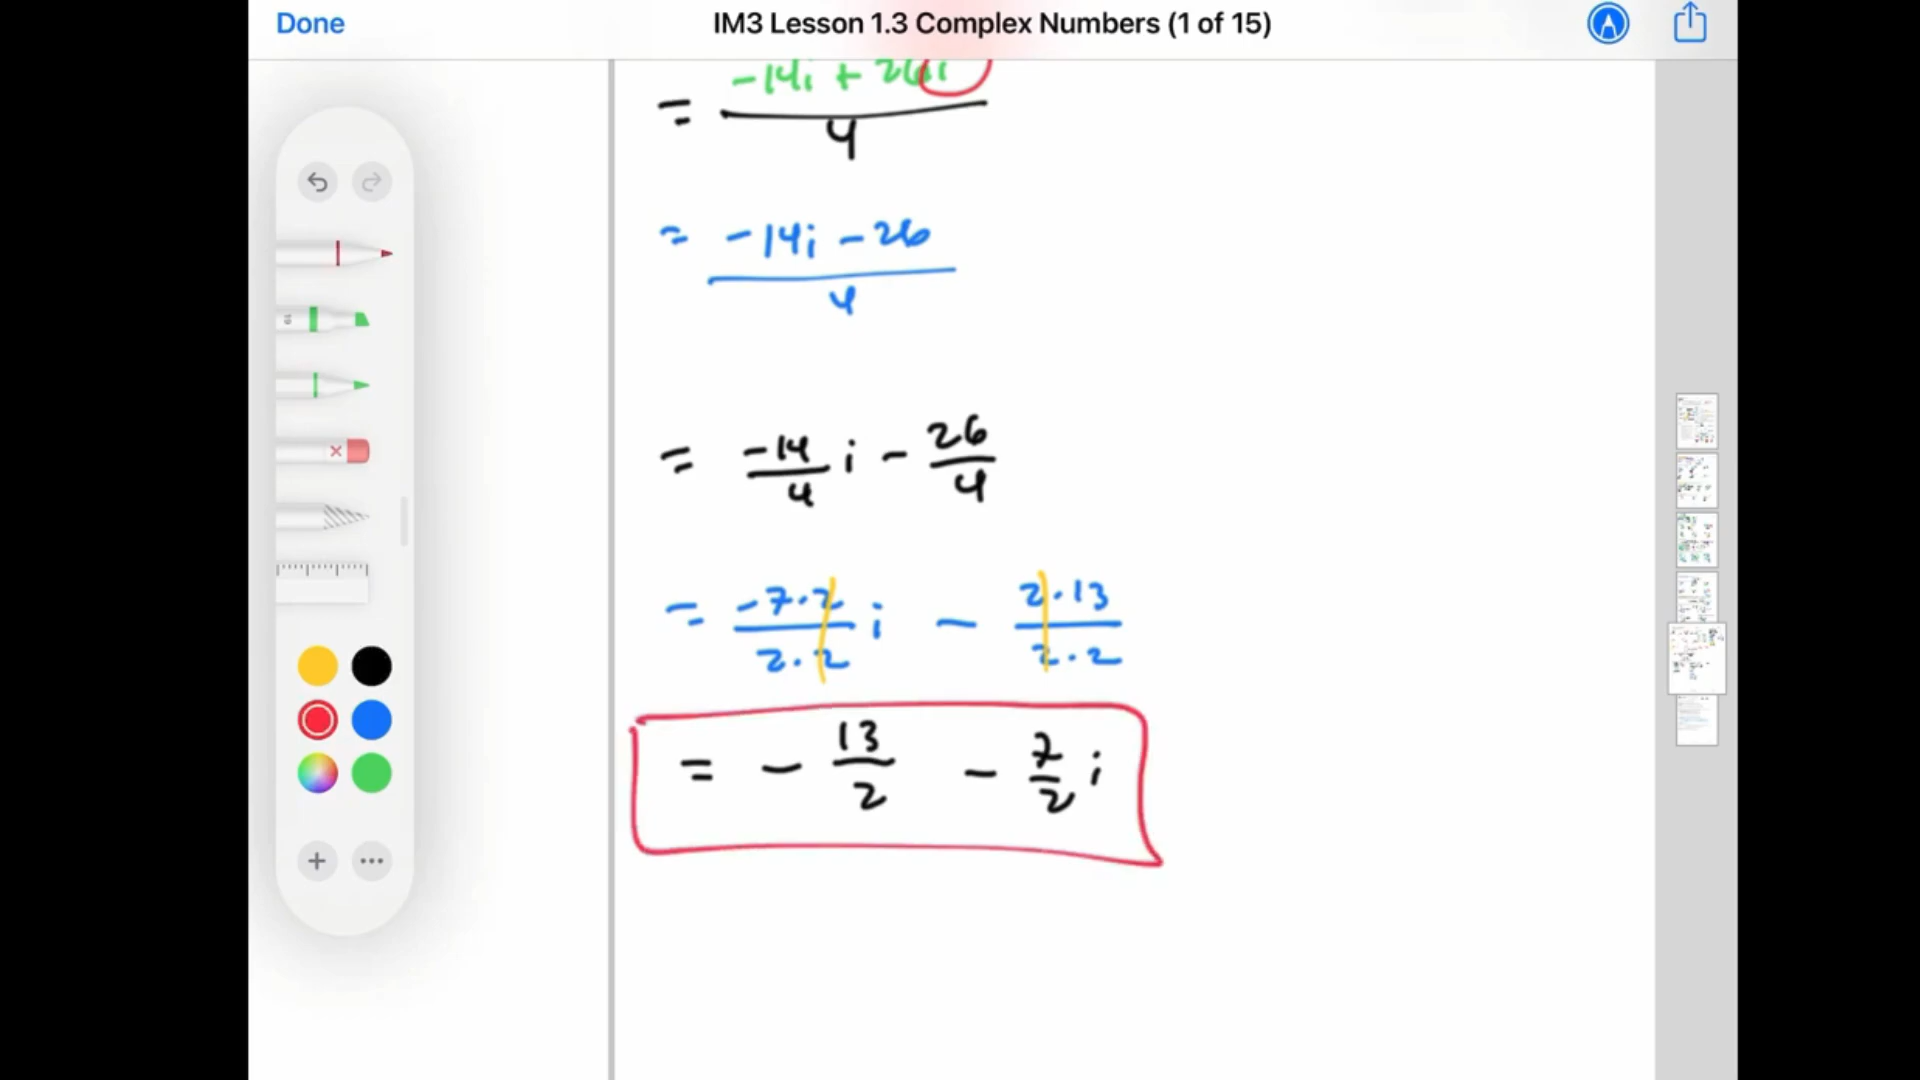 Done
IM3 Lesson 1.3 Complex Numbers (1 of 15)
-14i + 26ii
= ─────
4
= -14i - 26
4
= -14/4 i - 26/4
= -7·2/2·2 i - 2·13/2·2
= - 13/2 - 7/2 i